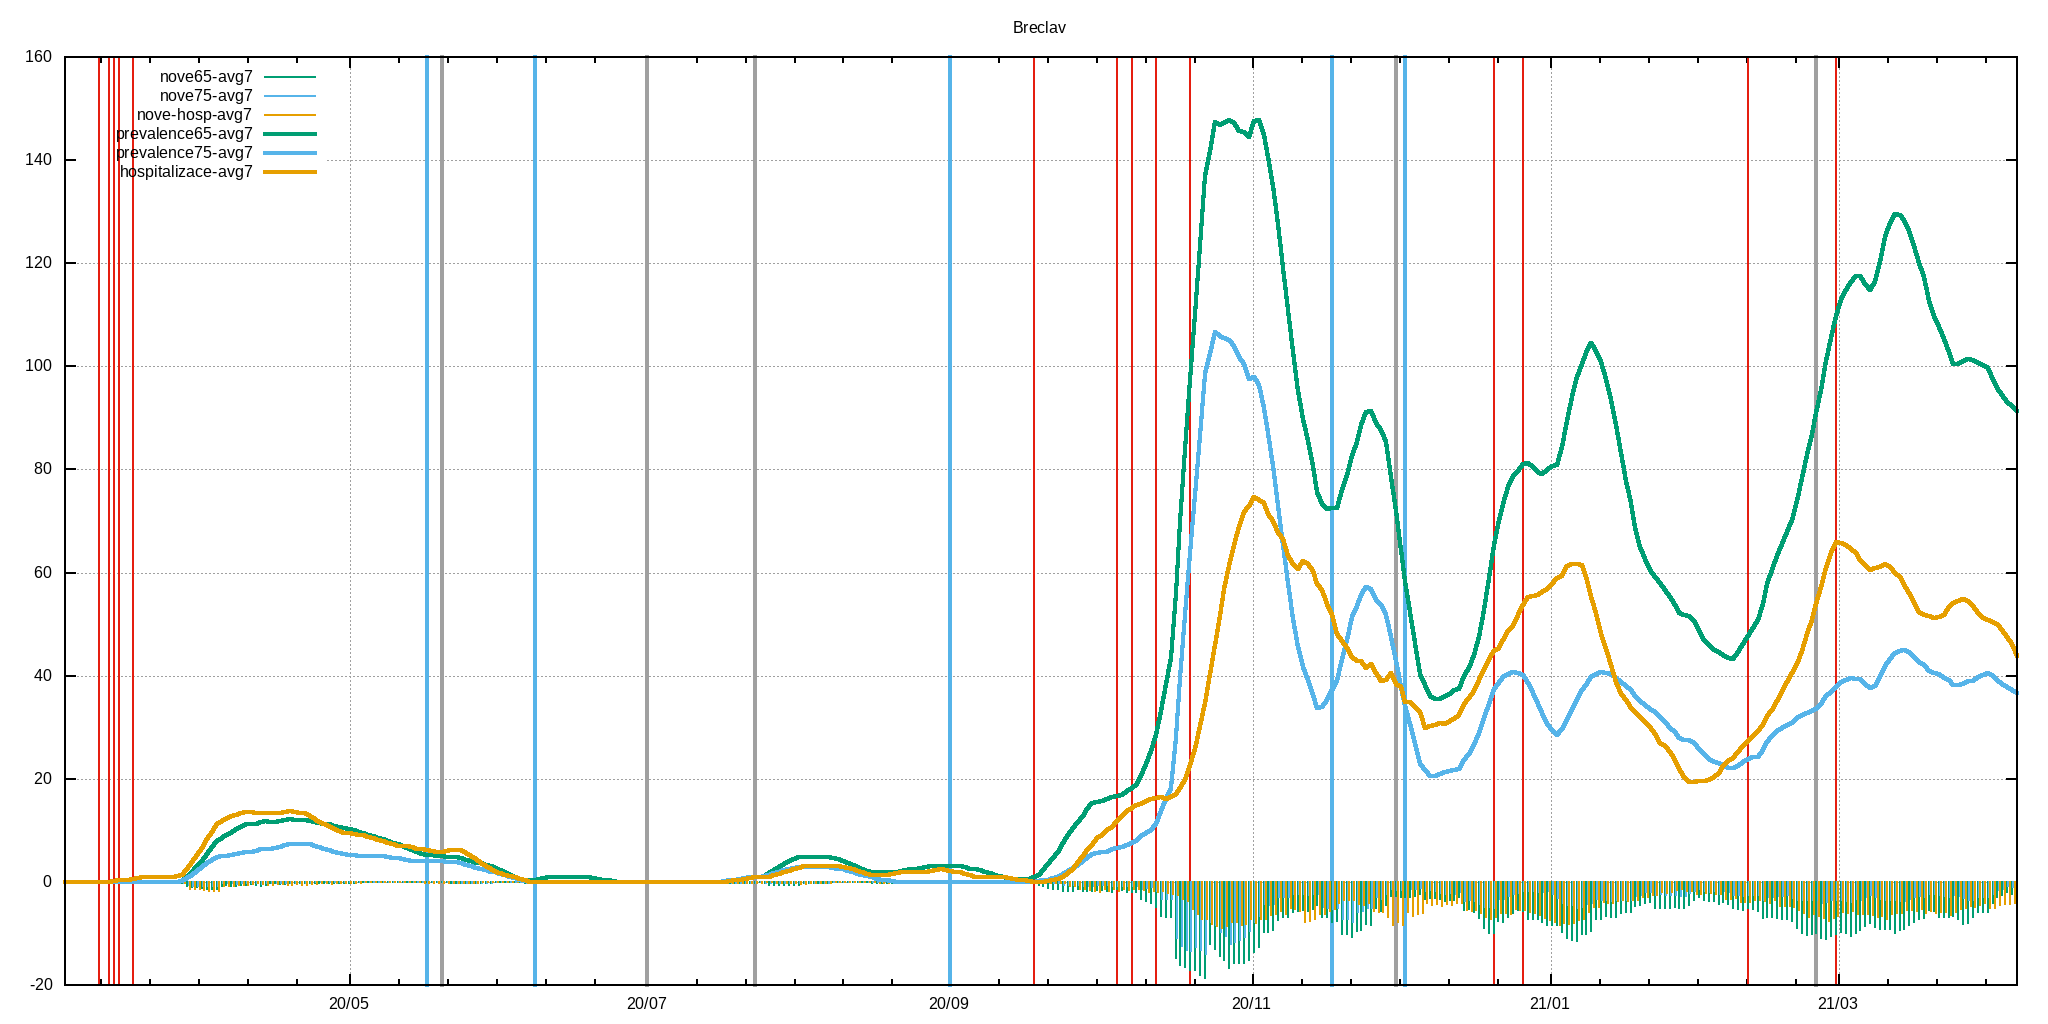 Breclav
160
nove65-avg7
nove75-avg7
nove-hosp-avg7
prevalence65-avg7
prevalence75-avg7
hospitalizace-avg7
140
120
100
80
60
40
20
0
-20
20/05 20/07 20/09 20/11 21/01 21/03